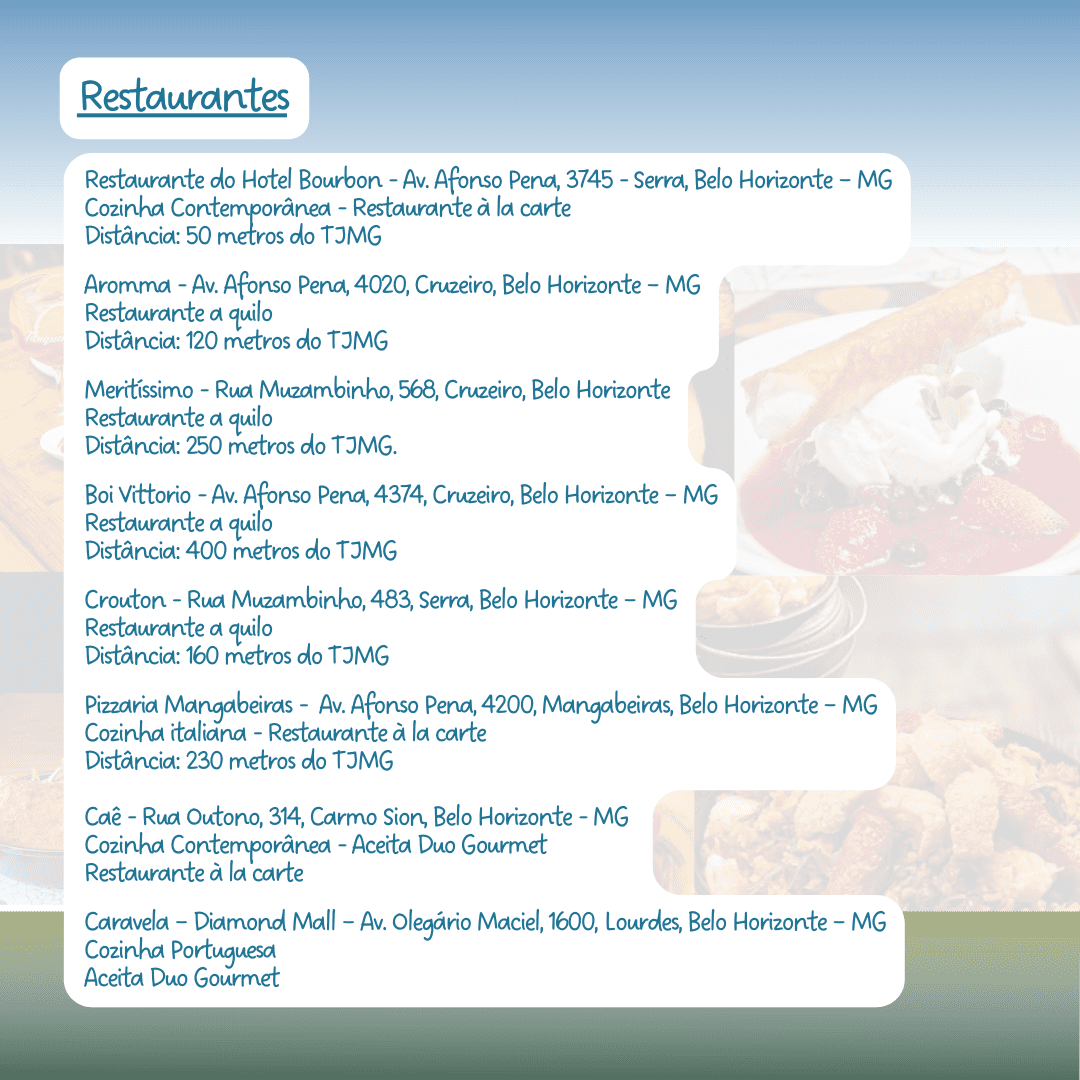 Restaurantes
Restaurante do Hotel Bourbon - Av. Afonso Pena, 3745 - Serra, Belo Horizonte – MG
Cozinha Contemporânea - Restaurante à la carte
Distância: 50 metros do TJMG
Aromma - Av. Afonso Pena, 4020, Cruzeiro, Belo Horizonte – MG
Restaurante a quilo
Distância: 120 metros do TJMG
Meritíssimo - Rua Muzambinho, 568, Cruzeiro, Belo Horizonte
Restaurante a quilo
Distância: 250 metros do TJMG.
Boi Vittorio - Av. Afonso Pena, 4374, Cruzeiro, Belo Horizonte – MG
Restaurante a quilo
Distância: 400 metros do TJMG
Crouton - Rua Muzambinho, 483, Serra, Belo Horizonte – MG
Restaurante a quilo
Distância: 160 metros do TJMG
Pizzaria Mangabeiras - Av. Afonso Pena, 4200, Mangabeiras, Belo Horizonte – MG
Cozinha italiana - Restaurante à la carte
Distância: 230 metros do TJMG
Caê - Rua Outono, 314, Carmo Sion, Belo Horizonte - MG
Cozinha Contemporânea - Aceita Duo Gourmet
Restaurante à la carte
Caravela – Diamond Mall – Av. Olegário Maciel, 1600, Lourdes, Belo Horizonte – MG
Cozinha Portuguesa
Aceita Duo Gourmet